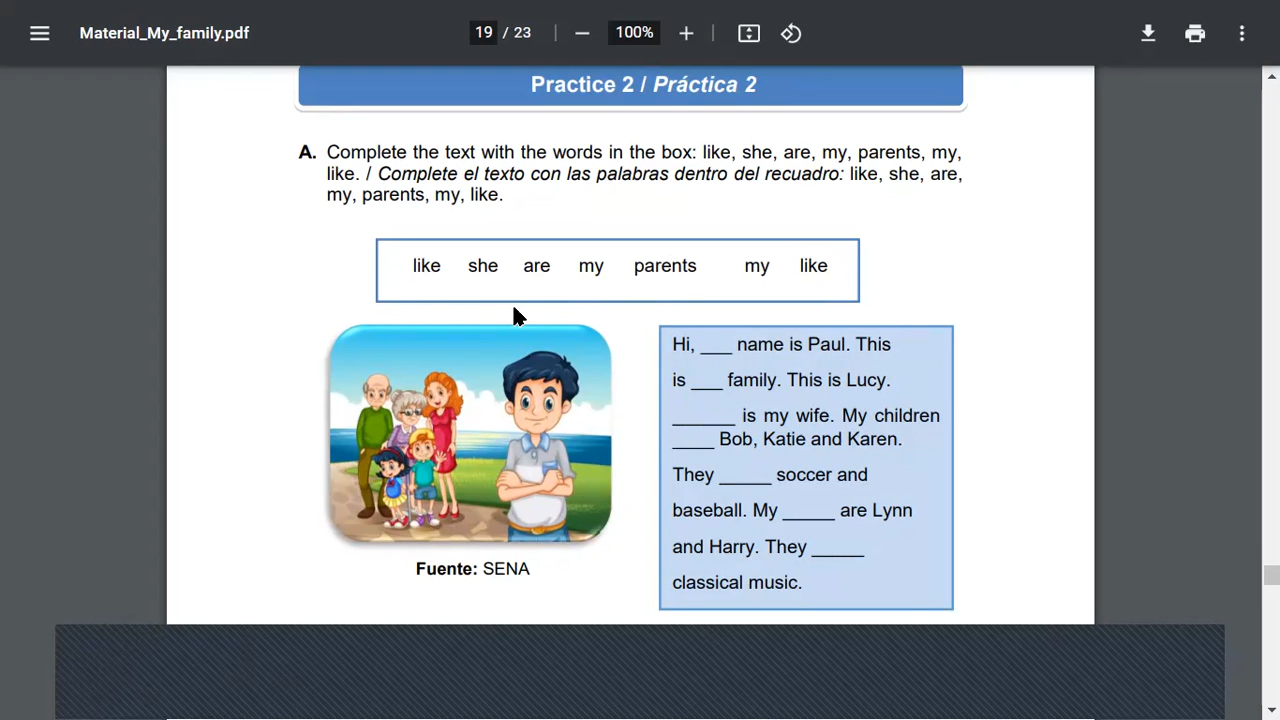 Material_My_family.pdf
19 / 23
100%
Practice 2 / Práctica 2
A. Complete the text with the words in the box: like, she, are, my, parents, my,
like. / Complete el texto con las palabras dentro del recuadro: like, she, are,
my, parents, my, like.
like she are my parents my like
Hi, ___ name is Paul. This
is ___ family. This is Lucy.
______ is my wife. My children
____ Bob, Katie and Karen.
They _____ soccer and
baseball. My _____ are Lynn
and Harry. They _____
classical music.
Fuente: SENA